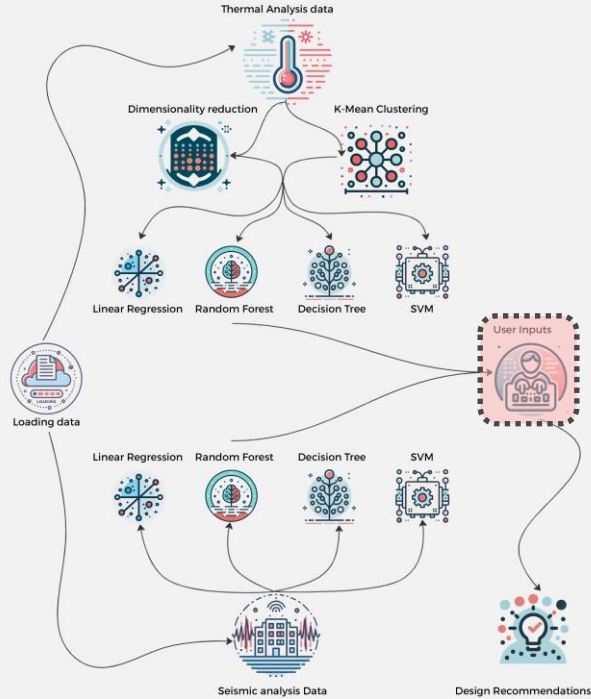 Thermal Analysis data
Dimensionality reduction
K-Mean Clustering
Linear Regression
Random Forest
Decision Tree
SVM
User Inputs
LOADING
Loading data
Linear Regression
Random Forest
Decision Tree
SVM
Seismic analysis Data
Design Recommendations